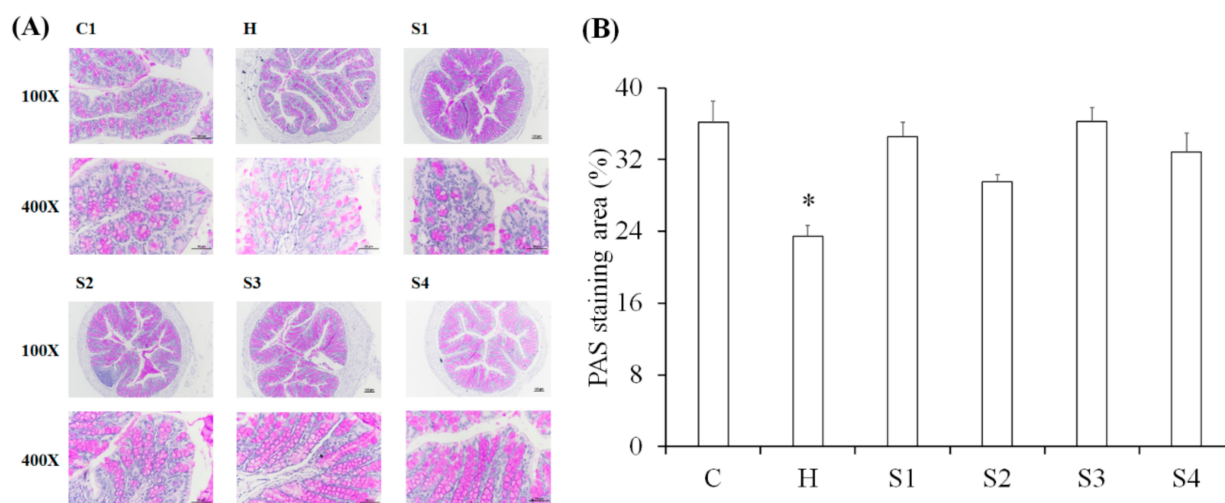 (A)
C1 H S1
100X
400X
S2 S3 S4
100X
400X
(B)
PAS staining area (%)
40
32
24
16
8
0
*
C H S1 S2 S3 S4